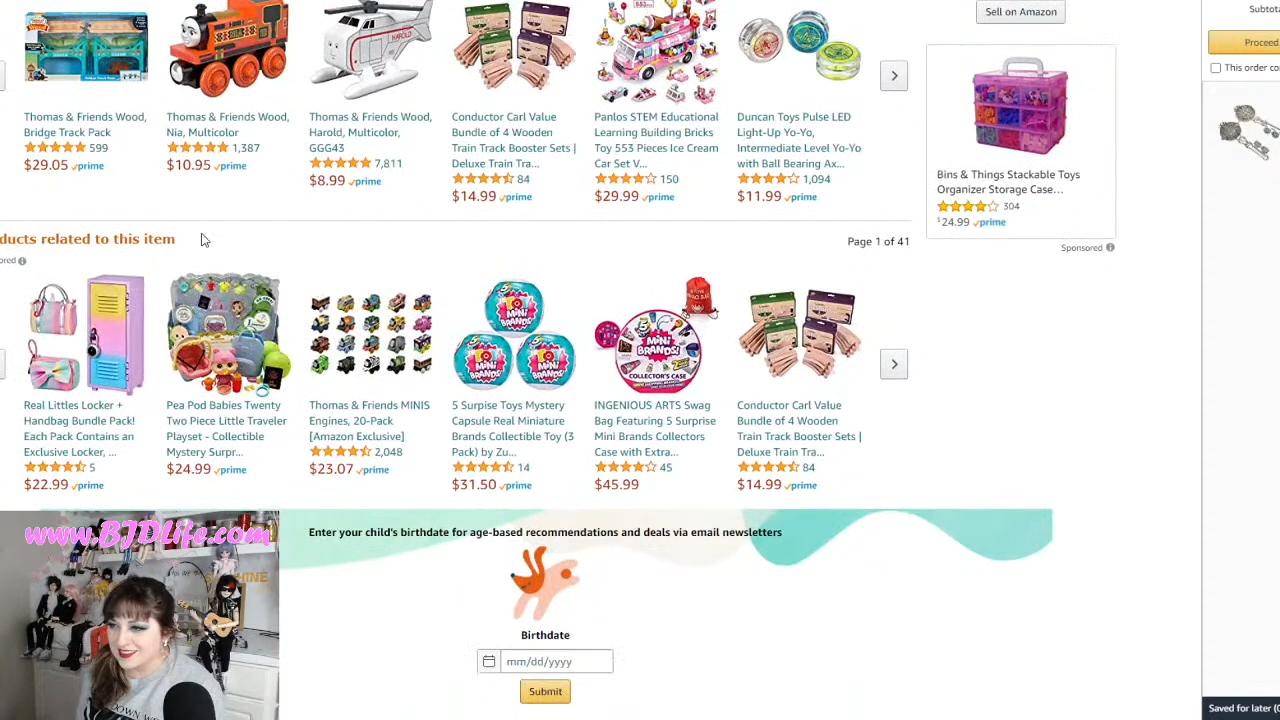 Sell on Amazon
Subtota
Proceed
This order co
Thomas & Friends Wood,
Bridge Track Pack
599
$29.05 prime
Thomas & Friends Wood,
Nia, Multicolor
1,387
$10.95 prime
Thomas & Friends Wood,
Harold, Multicolor,
GGG43
7,811
$8.99 prime
Conductor Carl Value
Bundle of 4 Wooden
Train Track Booster Sets |
Deluxe Train Tra...
84
$14.99 prime
Panlos STEM Educational
Learning Building Bricks
Toy 553 Pieces Ice Cream
Car Set V...
150
$29.99 prime
Duncan Toys Pulse LED
Light-Up Yo-Yo,
Intermediate Level Yo-Yo
with Ball Bearing Ax...
1,094
$11.99 prime
Bins & Things Stackable Toys
Organizer Storage Case...
304
$24.99 prime
Sponsored
ducts related to this item
Page 1 of 41
ored
Real Littles Locker +
Handbag Bundle Pack!
Each Pack Contains an
Exclusive Locker, ...
5
$22.99 prime
Pea Pod Babies Twenty
Two Piece Little Traveler
Playset - Collectible
Mystery Surpr...
$24.99 prime
Thomas & Friends MINIS
Engines, 20-Pack
[Amazon Exclusive]
2,048
$23.07 prime
5 Surpise Toys Mystery
Capsule Real Miniature
Brands Collectible Toy (3
Pack) by Zu...
14
$31.50 prime
MINI BRANDS!
COLLECTOR'S CASE
INGENIOUS ARTS Swag
Bag Featuring 5 Surprise
Mini Brands Collectors
Case with Extra...
45
$45.99
Conductor Carl Value
Bundle of 4 Wooden
Train Track Booster Sets |
Deluxe Train Tra...
84
$14.99 prime
www.BJDLife.com
Enter your child's birthdate for age-based recommendations and deals via email newsletters
Birthdate
mm/dd/yyyy
Submit
Saved for later (